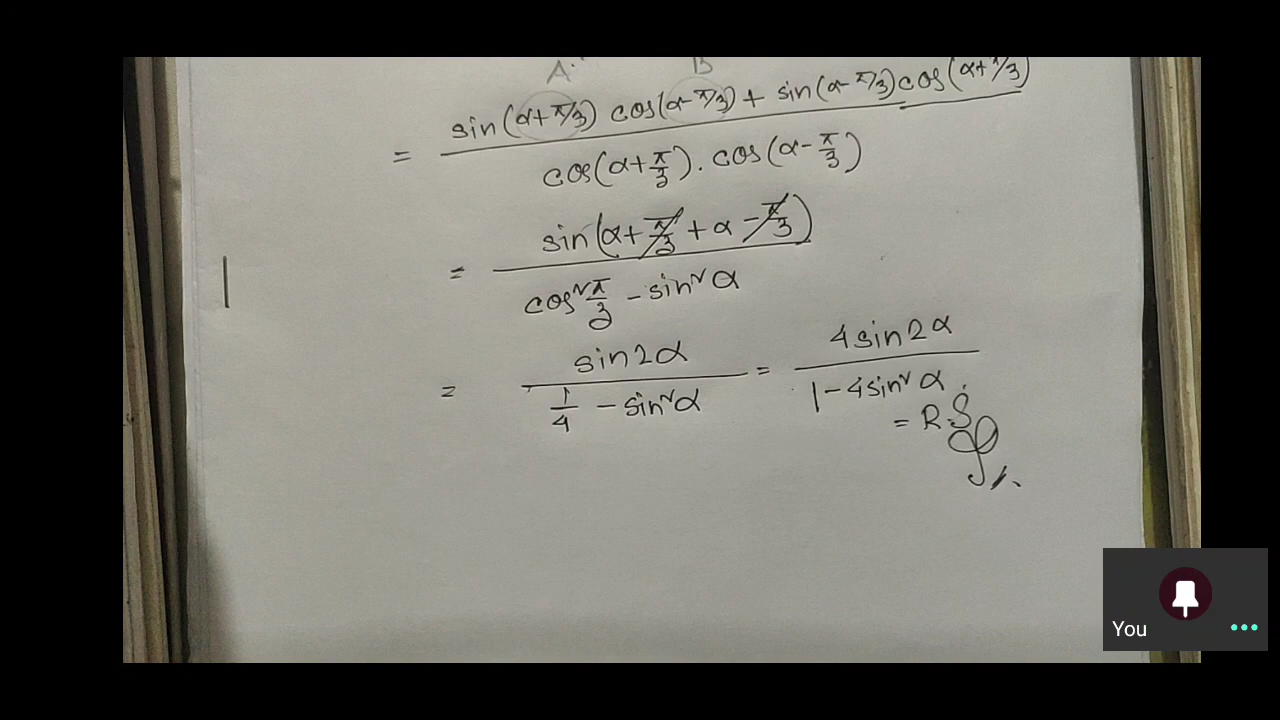 A B
= sin(α+π/3) cos(α-π/3) + sin(α-π/3)cos(α+π/3) / cos(α+π/3). cos(α-π/3)
= sin(α+π/3+α-π/3) / cos²π/3 - sin²α
= sin2α / 1/4 - sin²α = 4sin2α / 1-4sin²α
= R.S
You